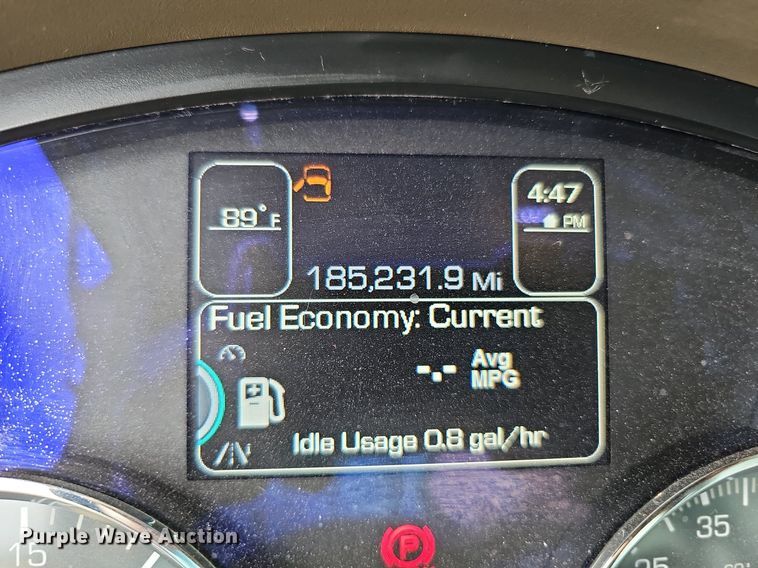 89°F
4:47
PM
185,231.9 Mi
Fuel Economy: Current
-.- Avg
MPG
Idle Usage 0.8 gal/hr
P
15
35
Purple Wave Auction